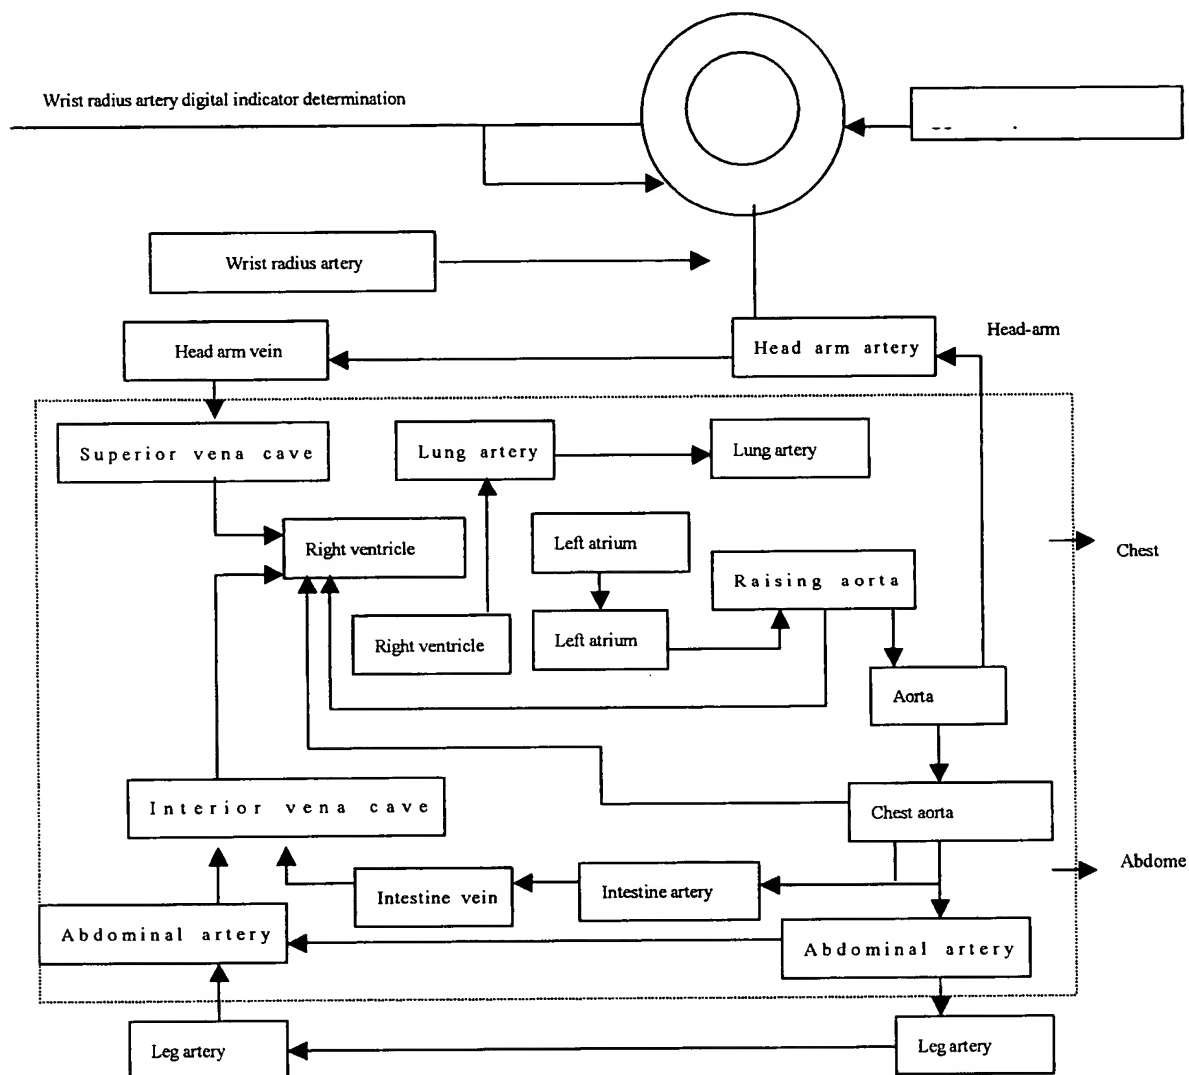 Wrist radius artery digital indicator determination
Wrist radius artery
Head arm vein
Head arm artery
Head-arm
Superior vena cave
Lung artery
Lung artery
Right ventricle
Left atrium
Chest
Raising aorta
Right ventricle
Left atrium
Aorta
Interior vena cave
Chest aorta
Abdome
Intestine vein
Intestine artery
Abdominal artery
Abdominal artery
Leg artery
Leg artery